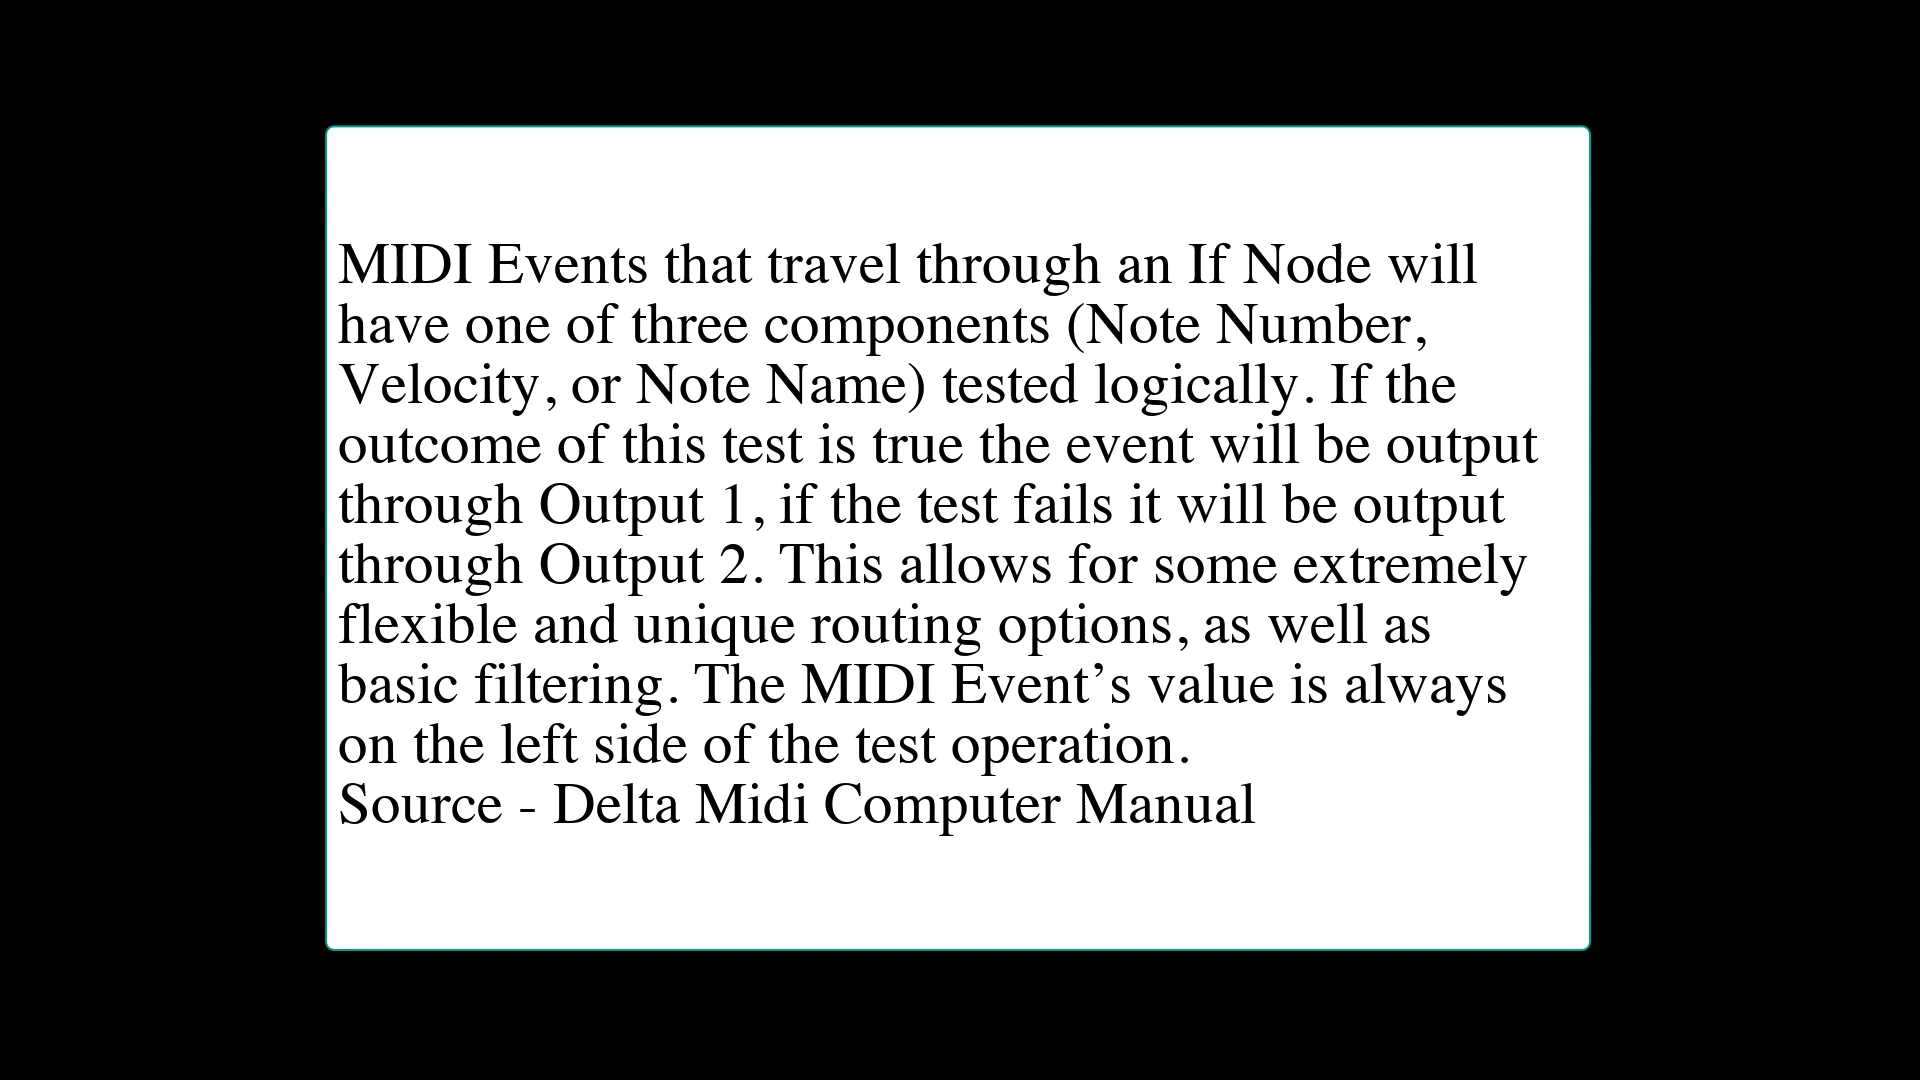 MIDI Events that travel through an If Node will
have one of three components (Note Number,
Velocity, or Note Name) tested logically. If the
outcome of this test is true the event will be output
through Output 1, if the test fails it will be output
through Output 2. This allows for some extremely
flexible and unique routing options, as well as
basic filtering. The MIDI Event’s value is always
on the left side of the test operation.
Source - Delta Midi Computer Manual